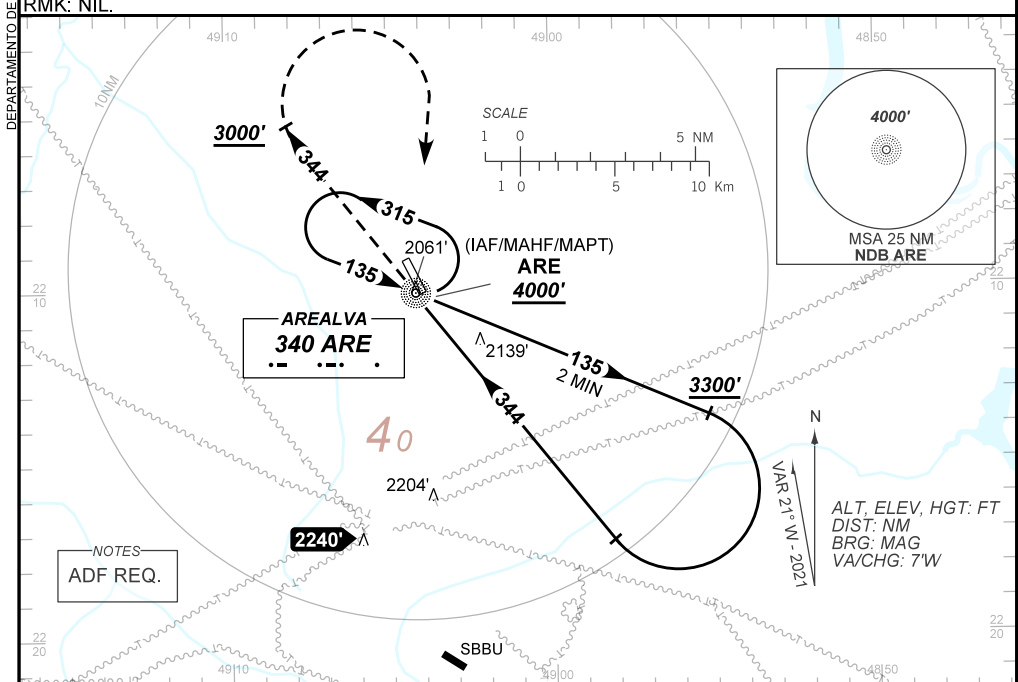 RMK: NIL.
DEPARTAMENTO DE
49 10
49 00
48 50
10NM
SCALE
1 0 5 NM
1 0 5 10 Km
4000'
MSA 25 NM
NDB ARE
3000'
344
315
135
2061'
(IAF/MAHF/MAPT)
ARE
4000'
22
10
22
10
AREALVA
340 ARE
2139'
135
2 MIN
3300'
344
40
N
VAR 21° W - 2021
ALT, ELEV, HGT: FT
DIST: NM
BRG: MAG
VA/CHG: 7'W
2204'
2240'
NOTES
ADF REQ.
22
20
22
20
SBBU
49 10
49 00
48 50